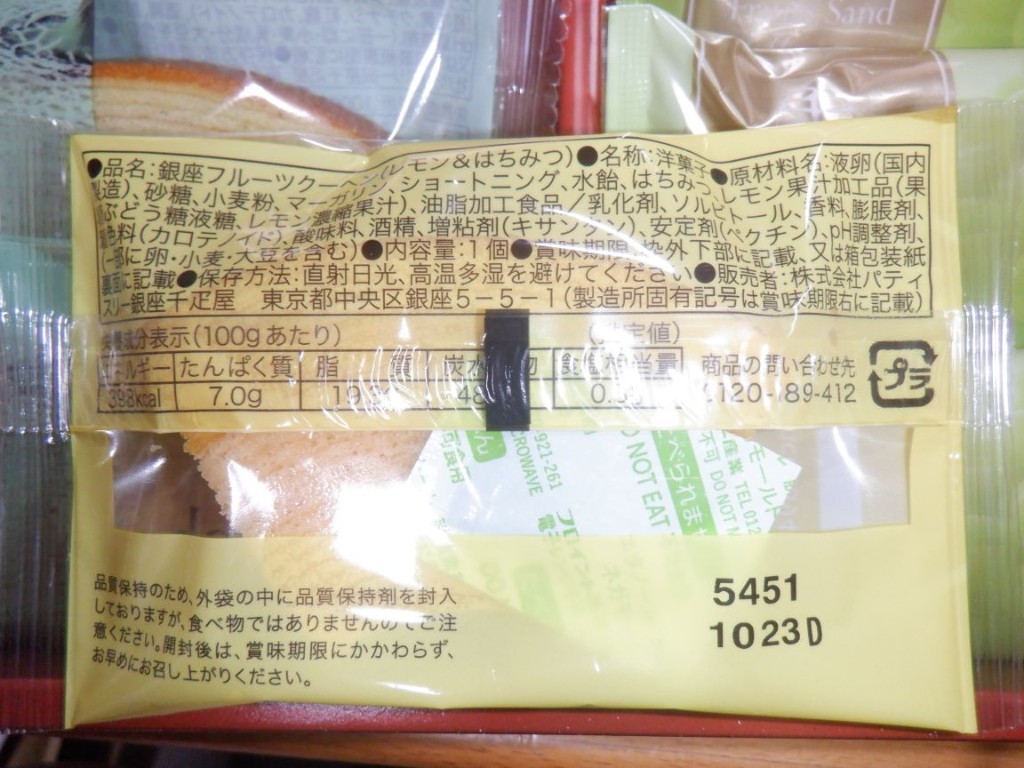 Fruits Sand
●品名:銀座フルーツクーヘン(レモン&はちみつ)●名称:洋菓子●原材料名:液卵(国内
製造)、砂糖、小麦粉、マーガリン、ショートニング、水飴、はちみつ、レモン果汁加工品(果
糖ぶどう糖液糖、レモン濃縮果汁)、油脂加工食品/乳化剤、ソルビトール、香料、膨脹剤、
着色料(カロテノイド)、酸味料、酒精、増粘剤(キサンタン)、安定剤(ペクチン)、pH調整剤、
(一部に卵・小麦・大豆を含む)●内容量:1個●賞味期限:枠外下部に記載、又は箱包装紙
裏面に記載●保存方法:直射日光、高温多湿を避けてください●販売者:株式会社パティ
スリー銀座千疋屋 東京都中央区銀座5-5-1(製造所固有記号は賞味期限右に記載)
栄養成分表示(100gあたり) (推定値)
エネルギー たんぱく質 脂 質 炭水 物 食塩相当量 商品の問い合わせ先
398kcal 7.0g プラ
DO NOT EAT
品質保持のため、外袋の中に品質保持剤を封入
しておりますが、食べ物ではありませんのでご注
意ください。開封後は、賞味期限にかかわらず、
お早めにお召し上がりください。
5451
1023D